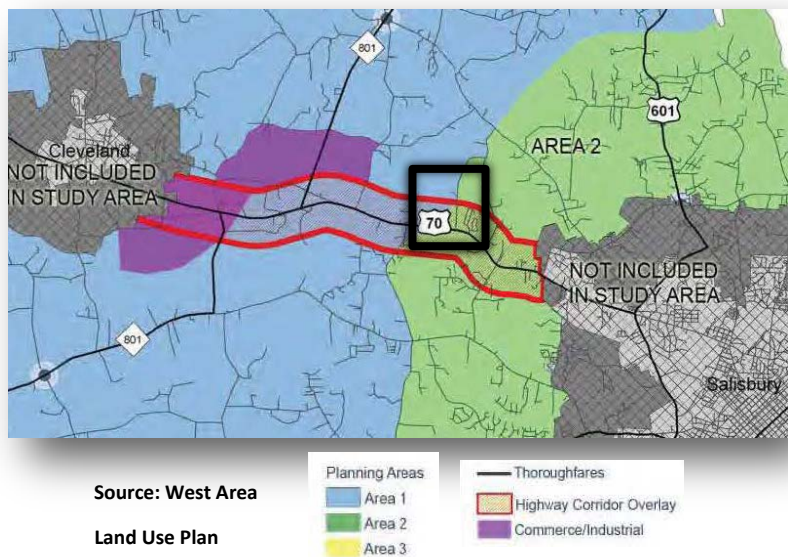 801
601
AREA 2
Cleveland
NOT INCLUDED
IN STUDY AREA
70
NOT INCLUDED
IN STUDY AREA
801
Salisbury
Source: West Area
Land Use Plan
Planning Areas
Area 1
Area 2
Area 3
Thoroughfares
Highway Corridor Overlay
Commerce/Industrial